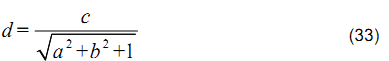 d = c / √(a² + b² + 1) (33)